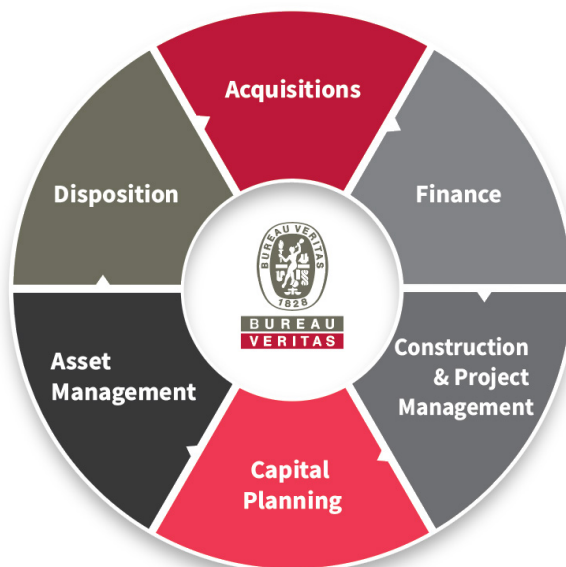 Acquisitions
Finance
Construction
& Project
Management
Capital
Planning
Asset
Management
Disposition
BUREAU VERITAS
1828
BUREAU
VERITAS